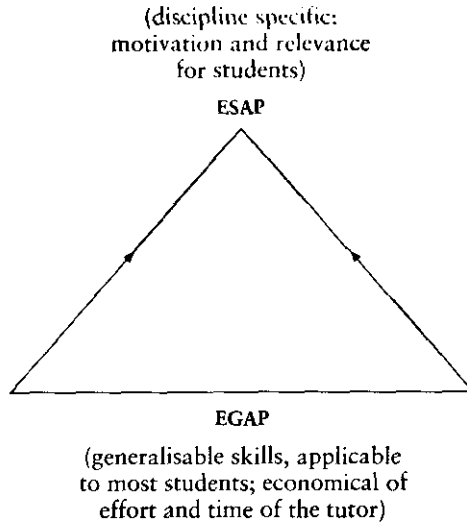 (discipline specific:
motivation and relevance
for students)
ESAP
EGAP
(generalisable skills, applicable
to most students; economical of
effort and time of the tutor)